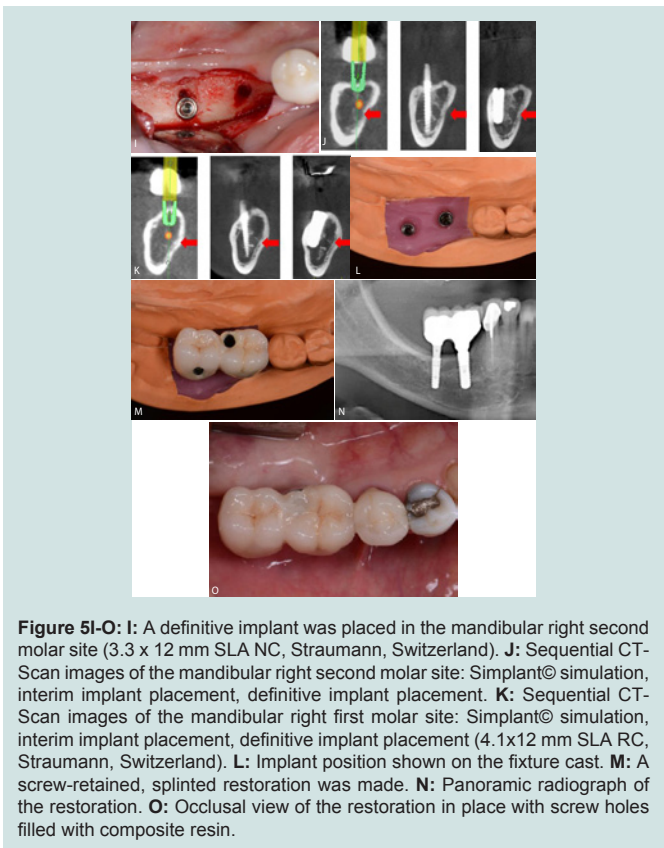 I
J
K
L
M
N
O
Figure 5I-O: I: A definitive implant was placed in the mandibular right second
molar site (3.3 x 12 mm SLA NC, Straumann, Switzerland). J: Sequential CT-
Scan images of the mandibular right second molar site: Simplant© simulation,
interim implant placement, definitive implant placement. K: Sequential CT-
Scan images of the mandibular right first molar site: Simplant© simulation,
interim implant placement, definitive implant placement (4.1x12 mm SLA RC,
Straumann, Switzerland). L: Implant position shown on the fixture cast. M: A
screw-retained, splinted restoration was made. N: Panoramic radiograph of
the restoration. O: Occlusal view of the restoration in place with screw holes
filled with composite resin.